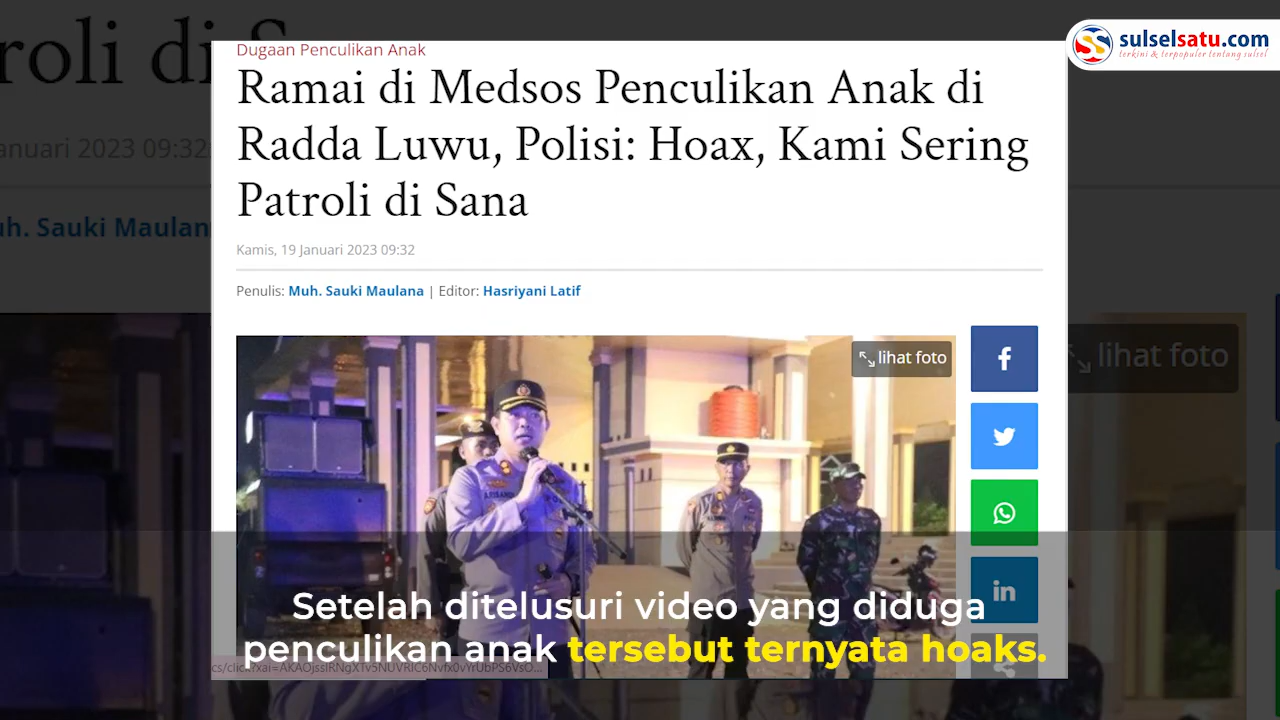 roli di S
sulselsatu.com
terkini & terpopuler tentang sulsel
Dugaan Penculikan Anak
Ramai di Medsos Penculikan Anak di
Radda Luwu, Polisi: Hoax, Kami Sering
Patroli di Sana
anuari 2023 09:32
Kamis, 19 Januari 2023 09:32
uh. Sauki Maulan
Penulis: Muh. Sauki Maulana | Editor: Hasriyani Latif
lihat foto
lihat foto
Setelah ditelusuri video yang diduga
penculikan anak tersebut ternyata hoaks.